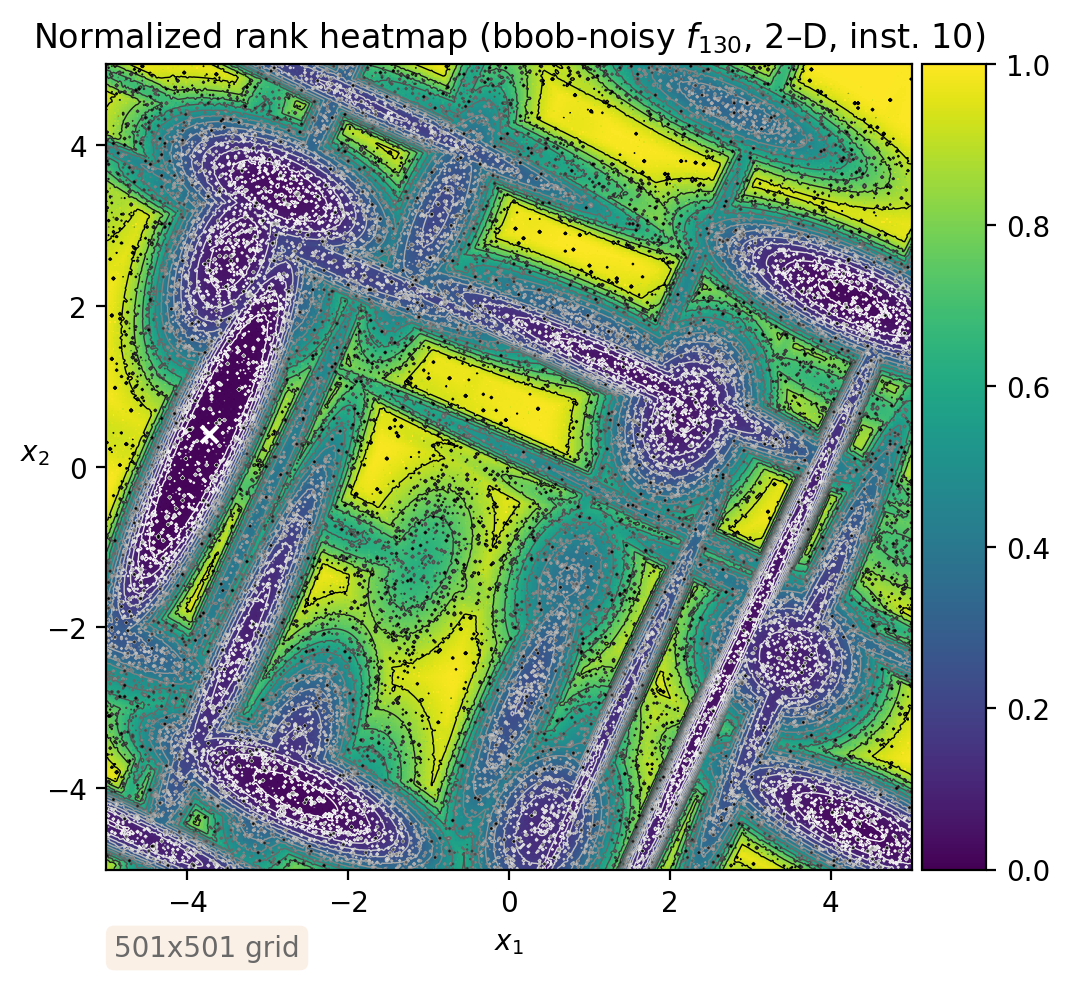 Normalized rank heatmap (bbob-noisy f₁₃₀, 2–D, inst. 10)
1.0
0.8
0.6
0.4
0.2
0.0
4
2
0
−2
−4
x₂
−4 −2 0 2 4
x₁
501x501 grid